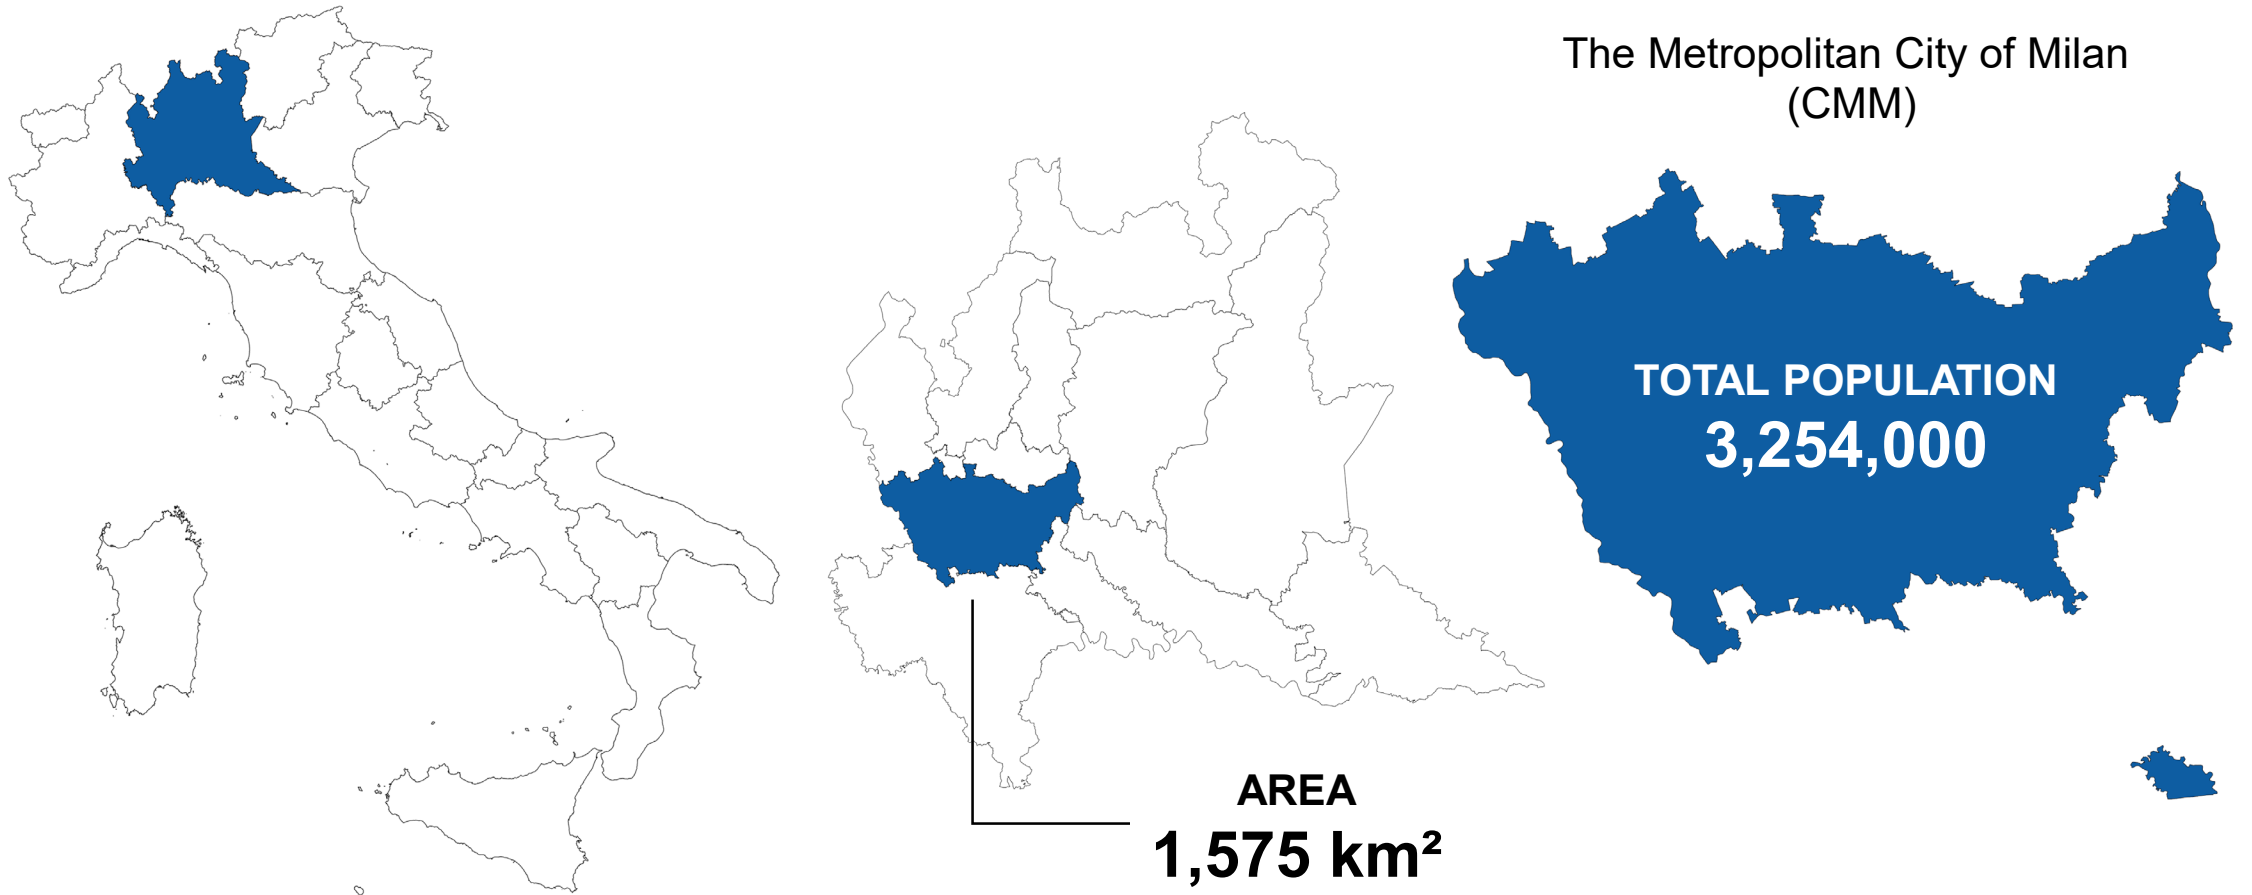 The Metropolitan City of Milan
(CMM)
TOTAL POPULATION
3,254,000
AREA
1,575 km²